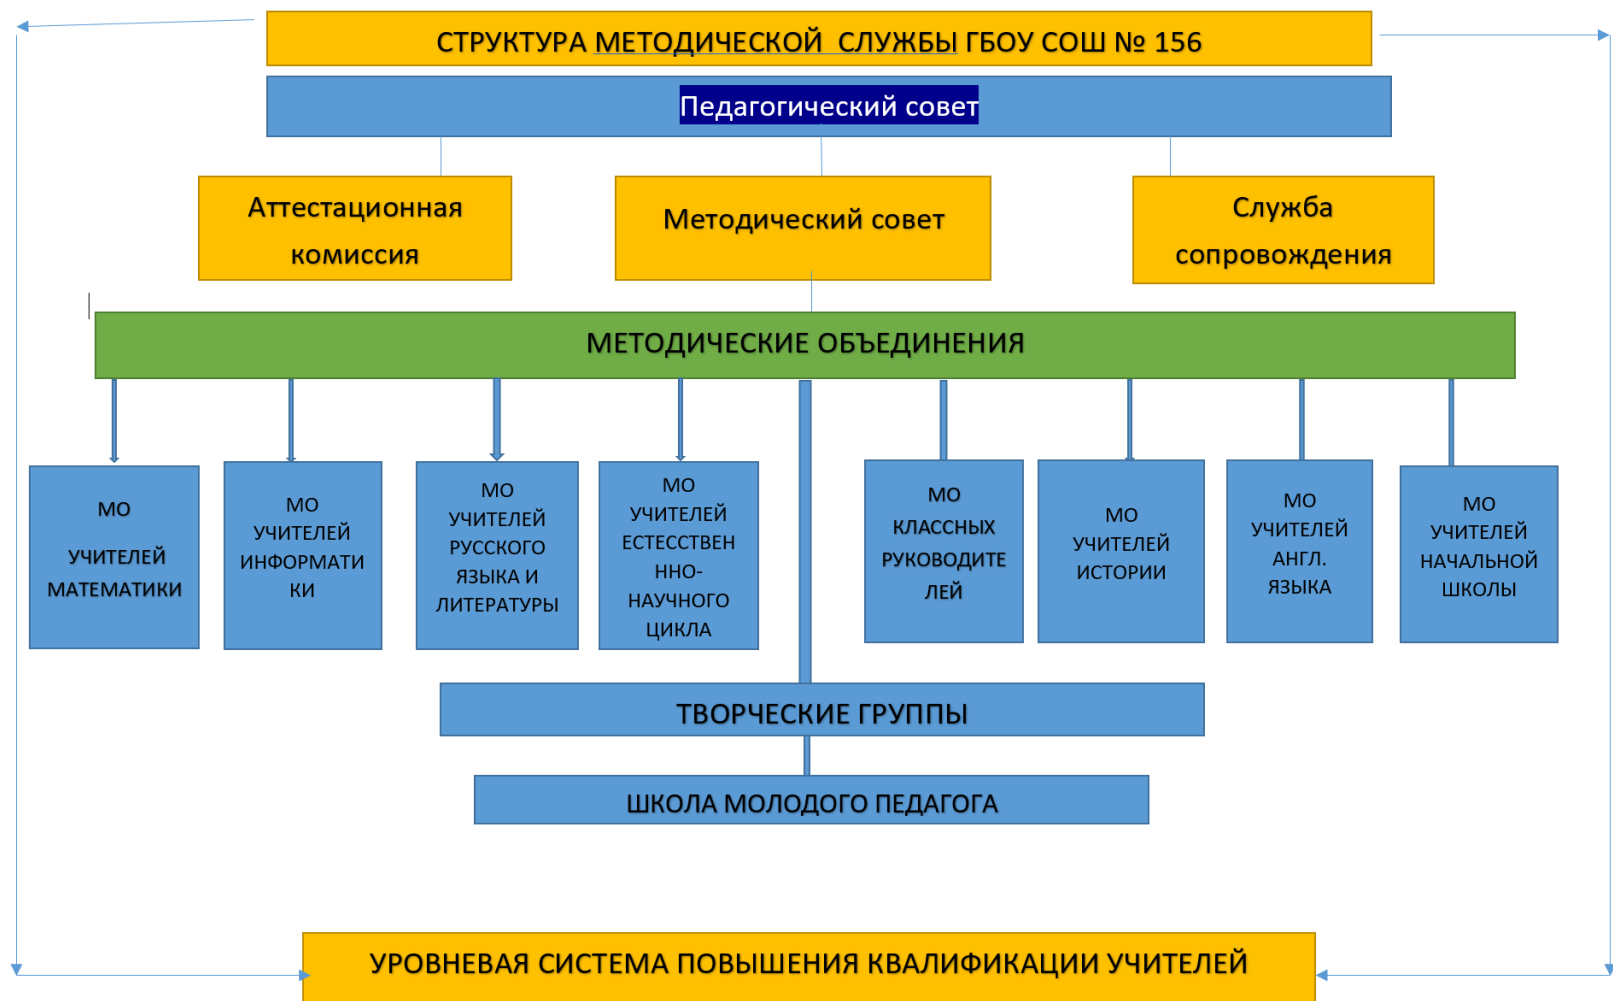 СТРУКТУРА МЕТОДИЧЕСКОЙ СЛУЖБЫ ГБОУ СОШ № 156
Педагогический совет
Аттестационная
комиссия
Методический совет
Служба
сопровождения
МЕТОДИЧЕСКИЕ ОБЪЕДИНЕНИЯ
МО
УЧИТЕЛЕЙ
МАТЕМАТИКИ
МО
УЧИТЕЛЕЙ
ИНФОРМАТИ
КИ
МО
УЧИТЕЛЕЙ
РУССКОГО
ЯЗЫКА И
ЛИТЕРАТУРЫ
МО
УЧИТЕЛЕЙ
ЕСТЕССТВЕН
ННО-
НАУЧНОГО
ЦИКЛА
МО
КЛАССНЫХ
РУКОВОДИТЕ
ЛЕЙ
МО
УЧИТЕЛЕЙ
ИСТОРИИ
МО
УЧИТЕЛЕЙ
АНГЛ.
ЯЗЫКА
МО
УЧИТЕЛЕЙ
НАЧАЛЬНОЙ
ШКОЛЫ
ТВОРЧЕСКИЕ ГРУППЫ
ШКОЛА МОЛОДОГО ПЕДАГОГА
УРОВНЕВАЯ СИСТЕМА ПОВЫШЕНИЯ КВАЛИФИКАЦИИ УЧИТЕЛЕЙ